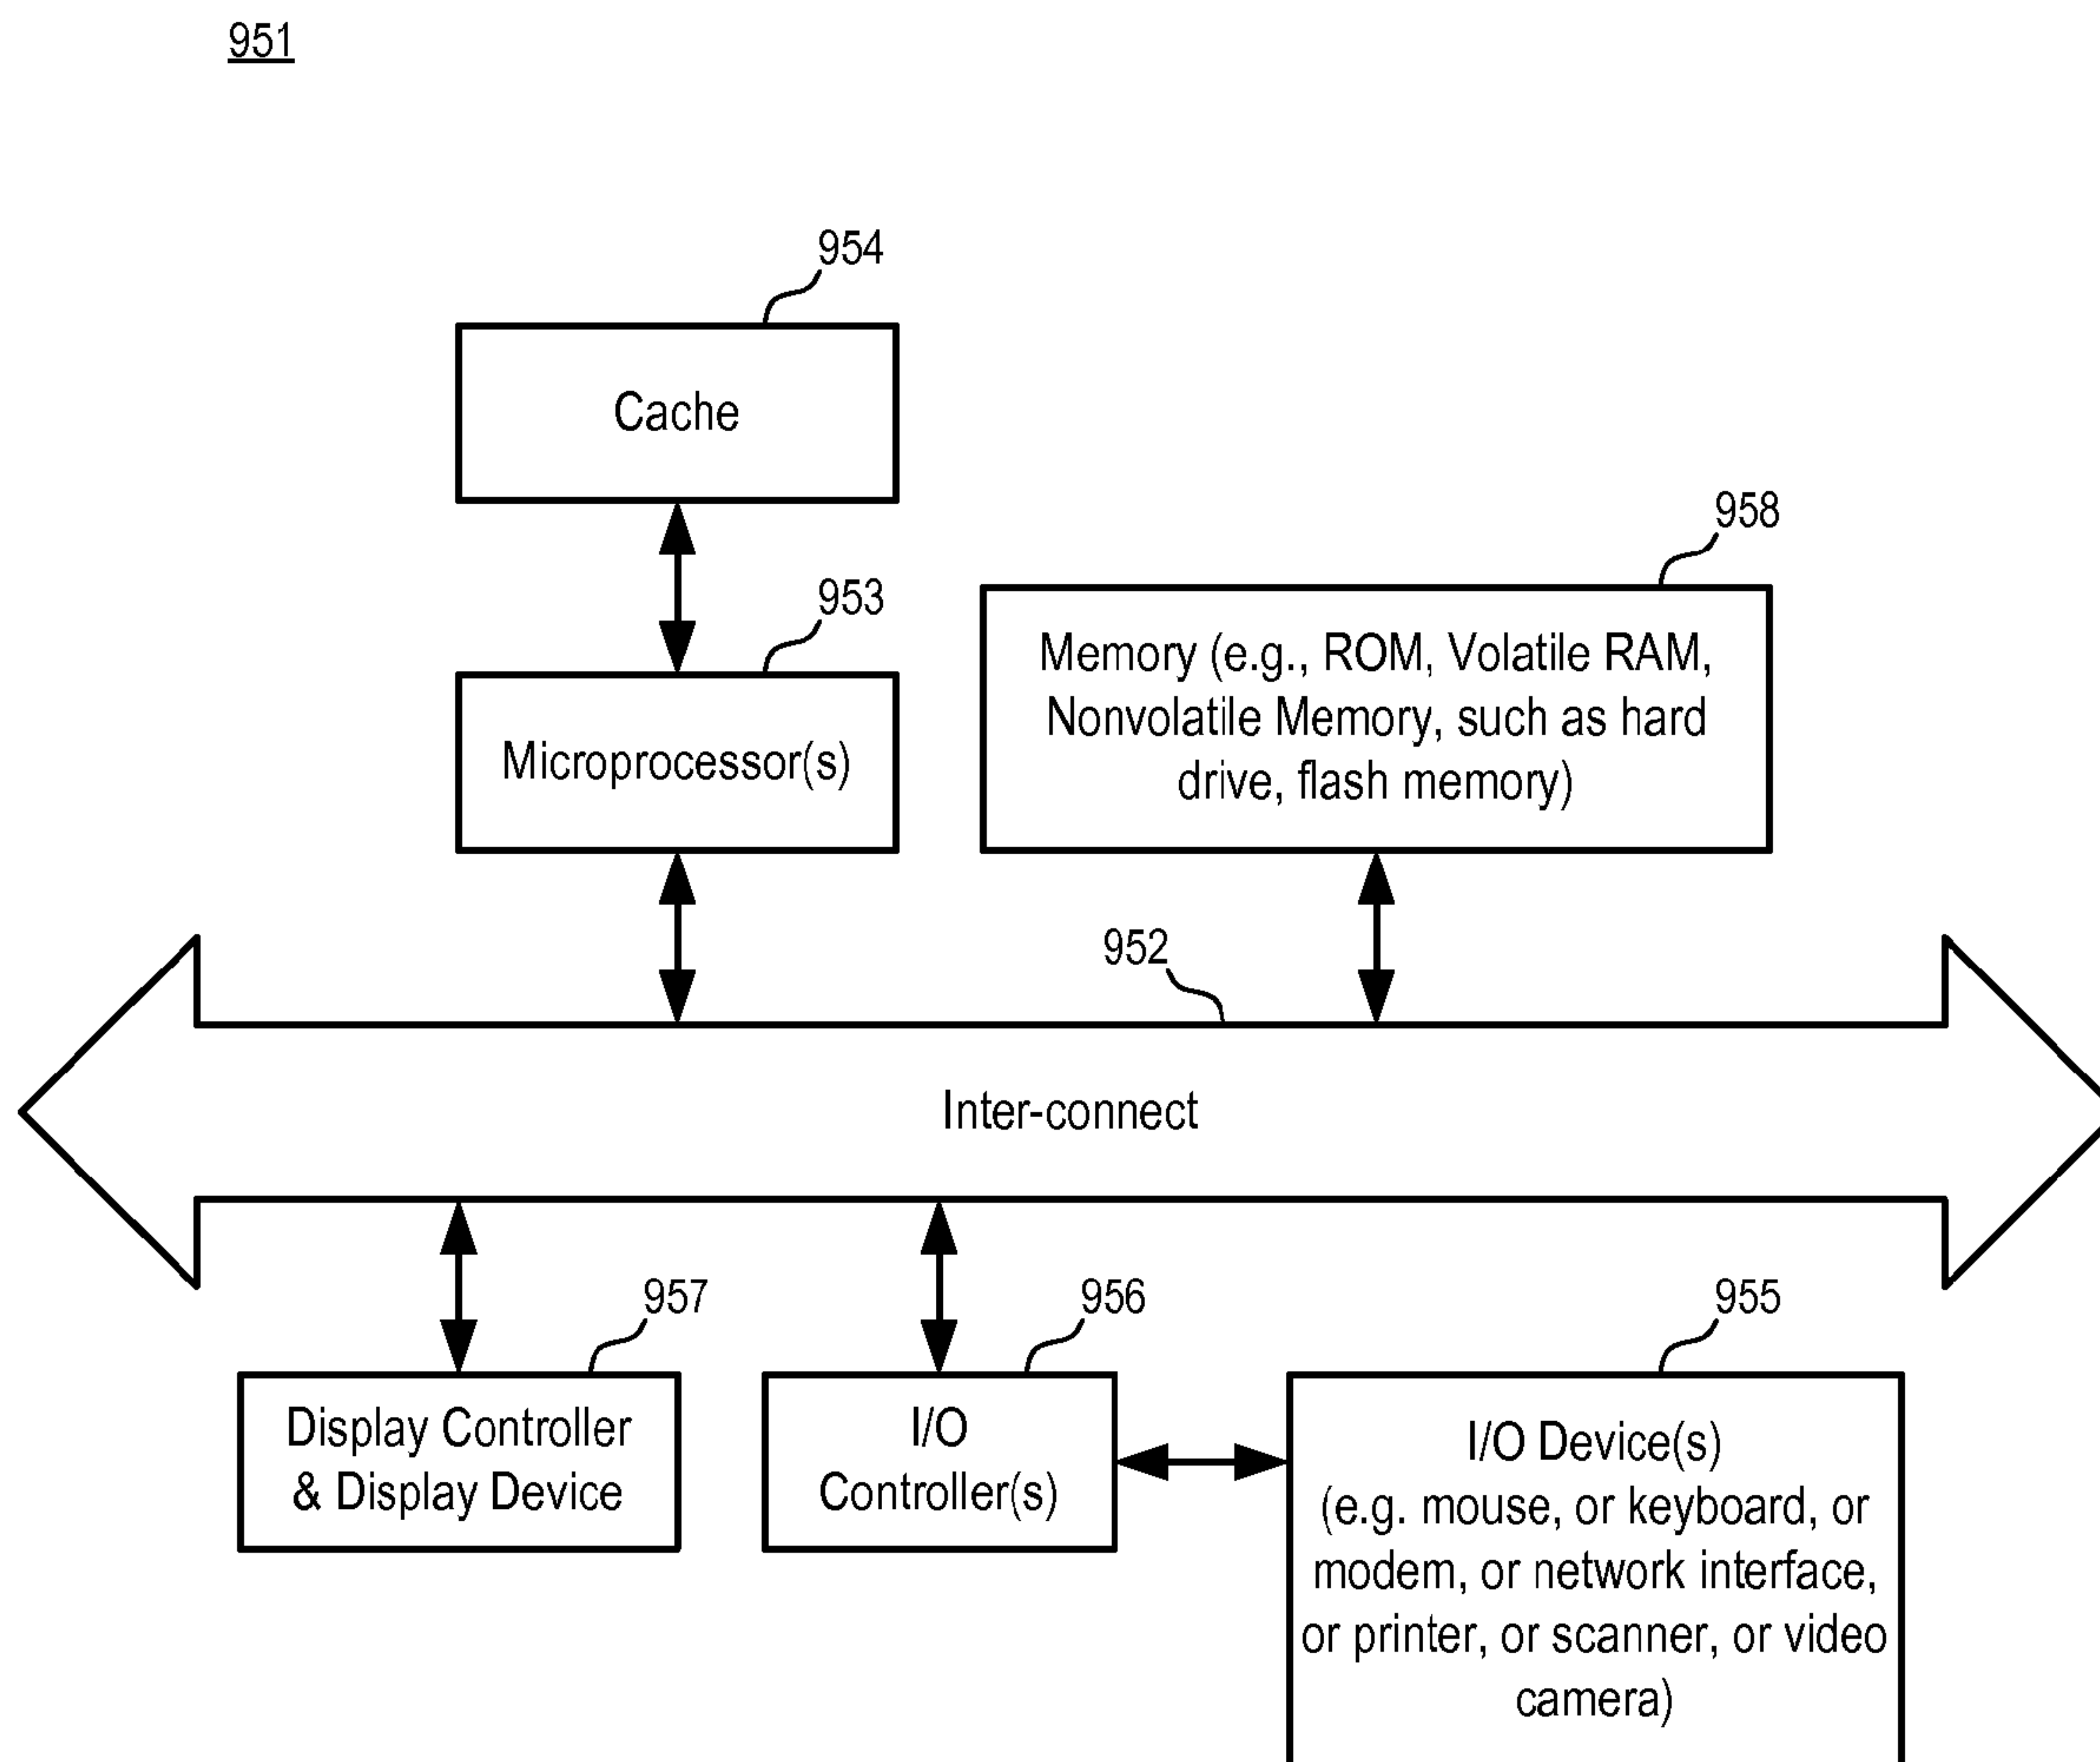 951
954
Cache
958
953
Memory (e.g., ROM, Volatile RAM,
Nonvolatile Memory, such as hard
drive, flash memory)
Microprocessor(s)
952
Inter-connect
957
956
955
Display Controller
& Display Device
I/O
Controller(s)
I/O Device(s)
(e.g. mouse, or keyboard, or
modem, or network interface,
or printer, or scanner, or video
camera)